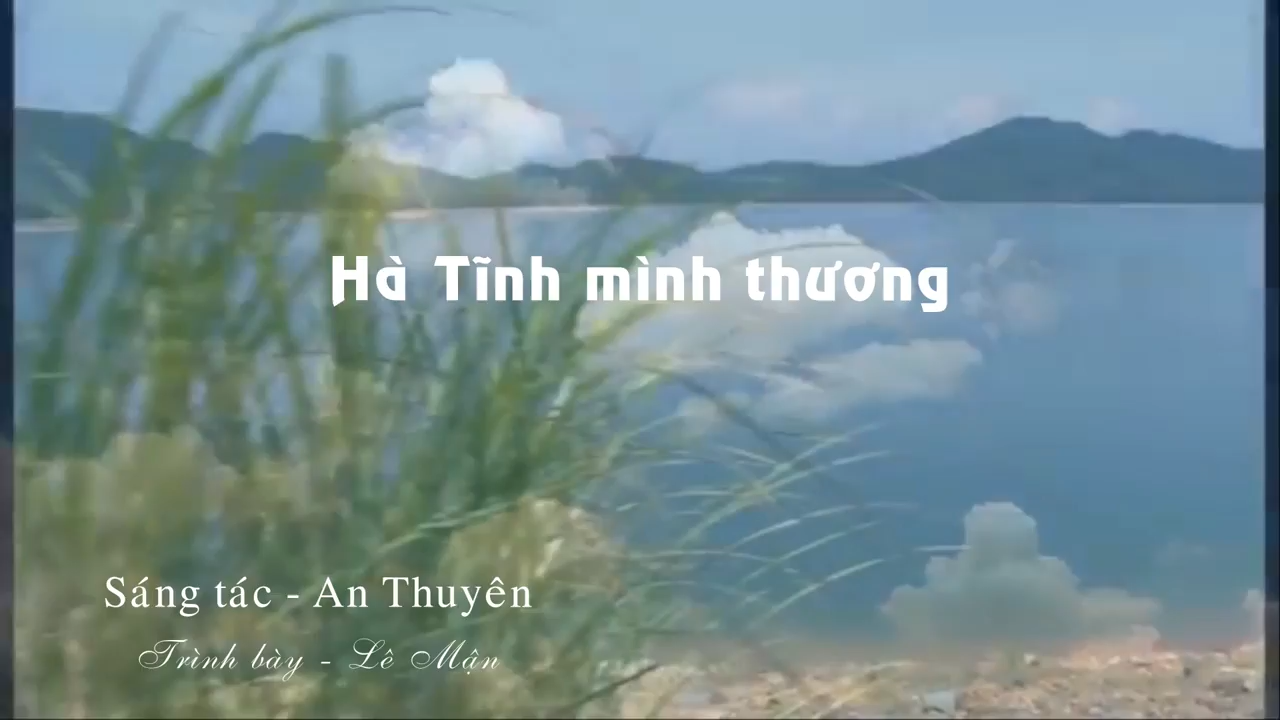 Hà Tĩnh mình thương
Sáng tác - An Thuyên
Trình bày - Lê Mận